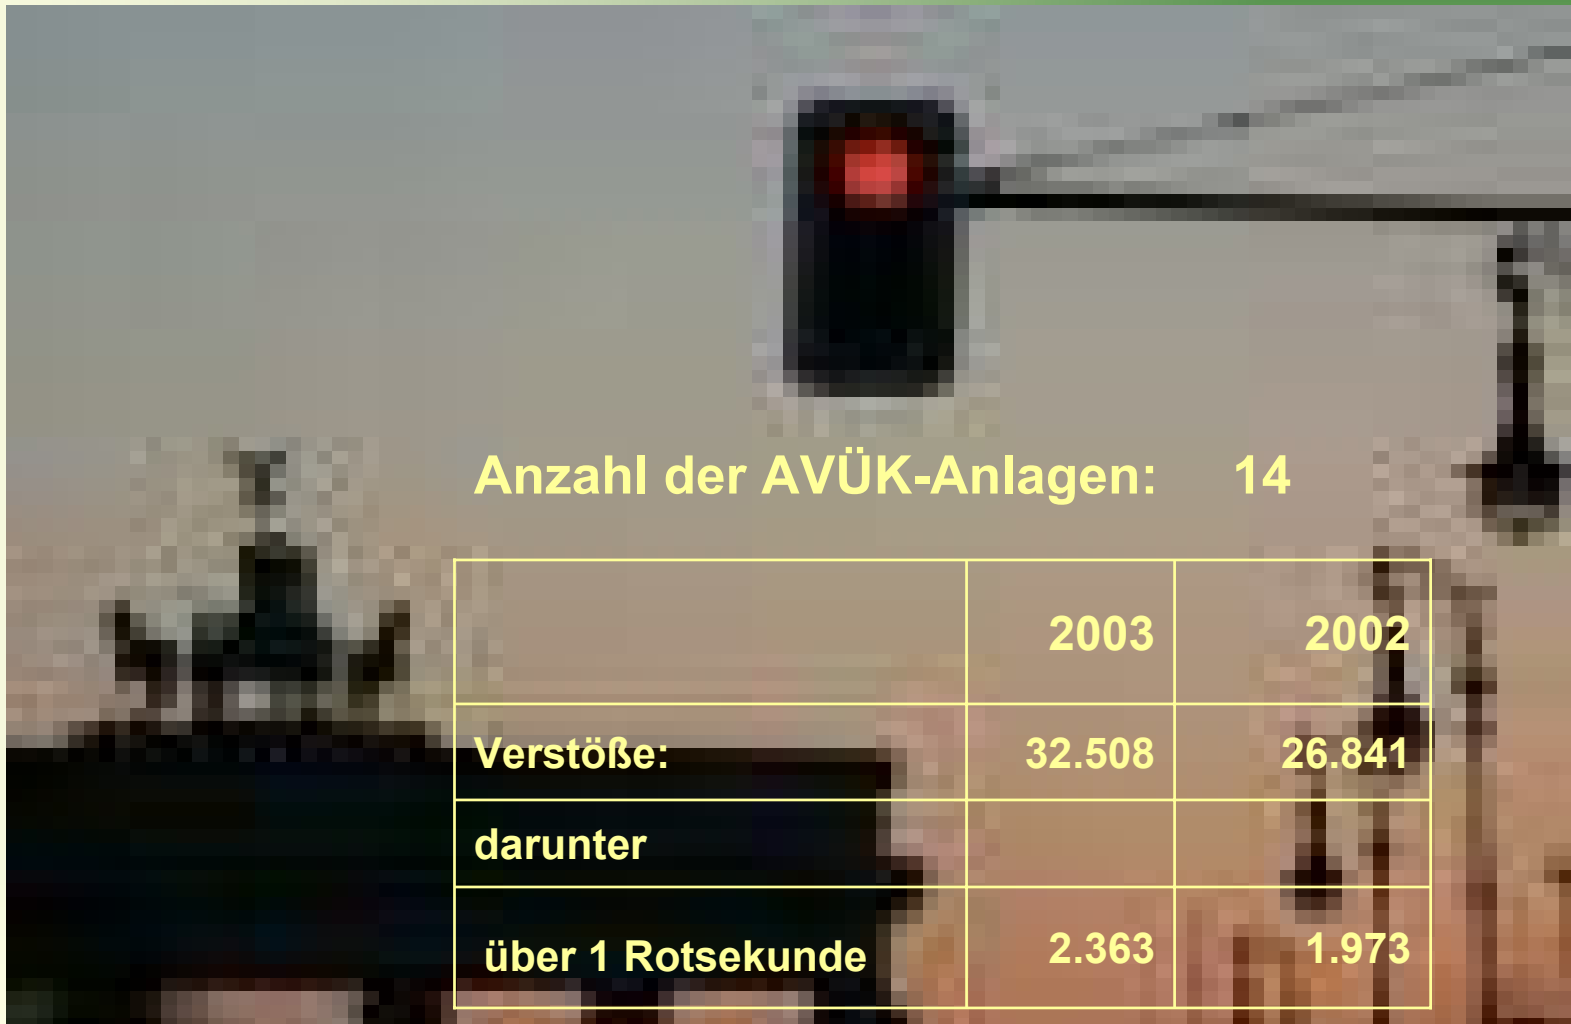 Anzahl der AVÜK-Anlagen: 14
2003 2002
Verstöße: 32.508 26.841
darunter
über 1 Rotsekunde 2.363 1.973